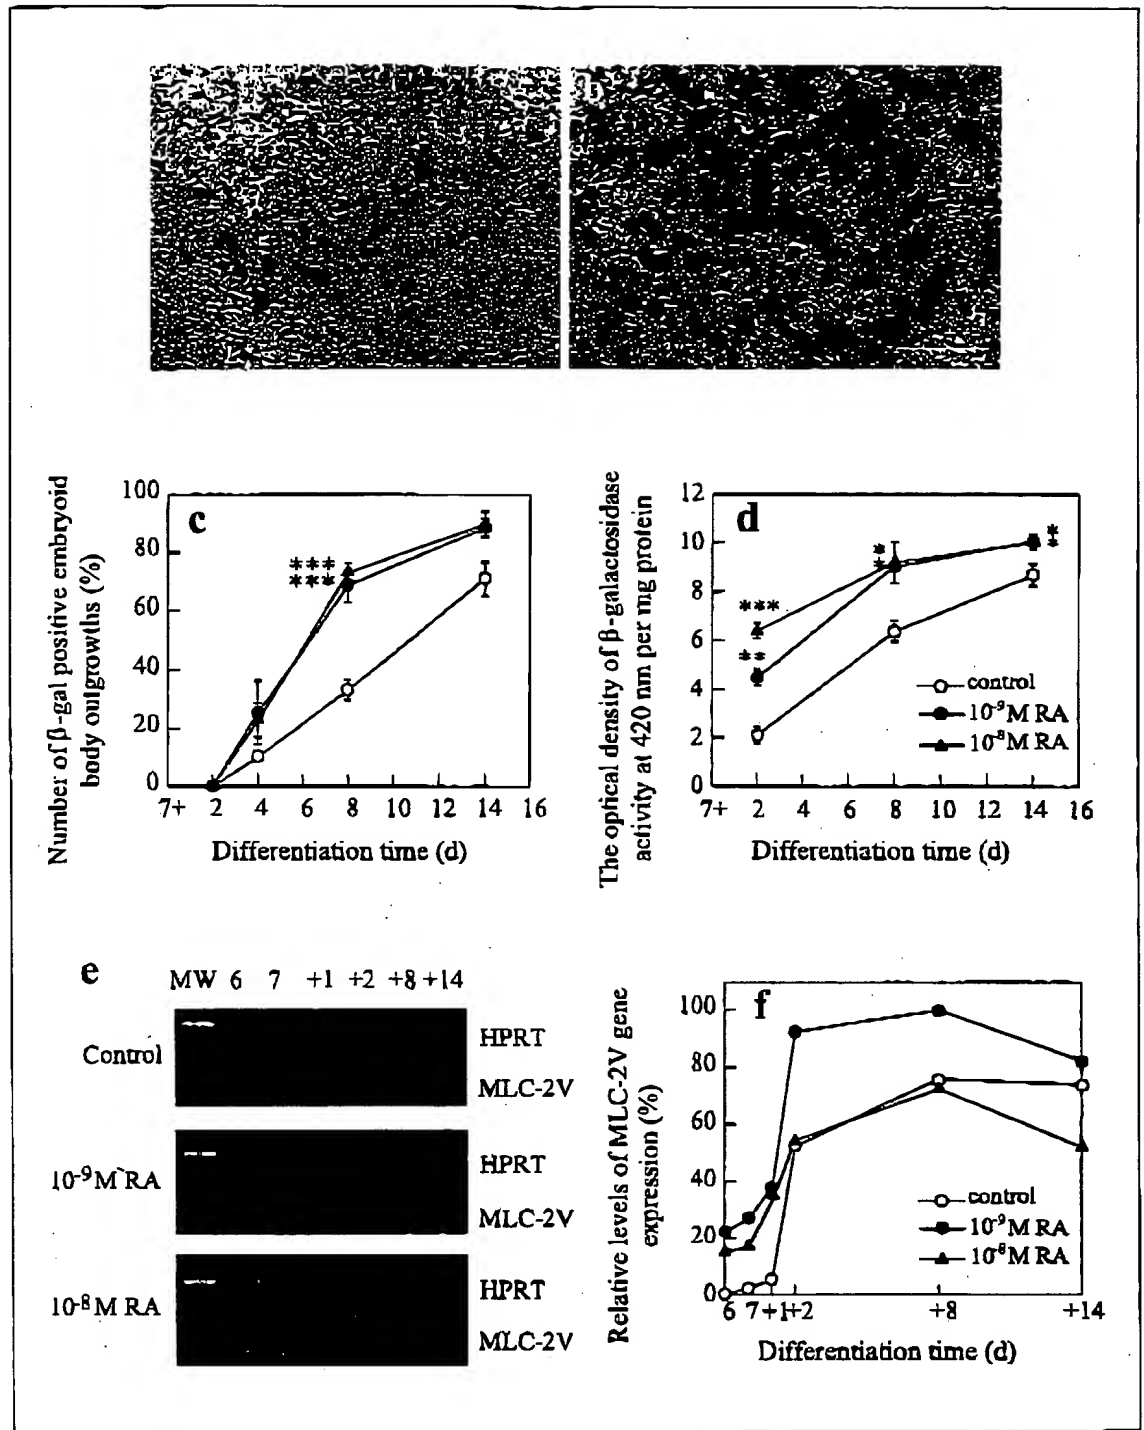 b
c
Number of β-gal positive embryoid
body outgrowths (%)
100
80
60
40
20
0
***
***
7+ 2 4 6 8 10 12 14 16
Differentiation time (d)
d
The optical density of β-galactosidase
activity at 420 nm per mg protein
12
10
8
6
4
2
0
***
**
*
*
*
*
control
10⁻⁹M RA
10⁻⁸M RA
7+ 2 4 6 8 10 12 14 16
Differentiation time (d)
e
MW 6 7 +1 +2 +8 +14
Control
HPRT
MLC-2V
10⁻⁹M RA
HPRT
MLC-2V
10⁻⁸M RA
HPRT
MLC-2V
f
Relative levels of MLC-2V gene
expression (%)
100
80
60
40
20
0
control
10⁻⁹M RA
10⁻⁸M RA
6 7 +1 +2 +8 +14
Differentiation time (d)